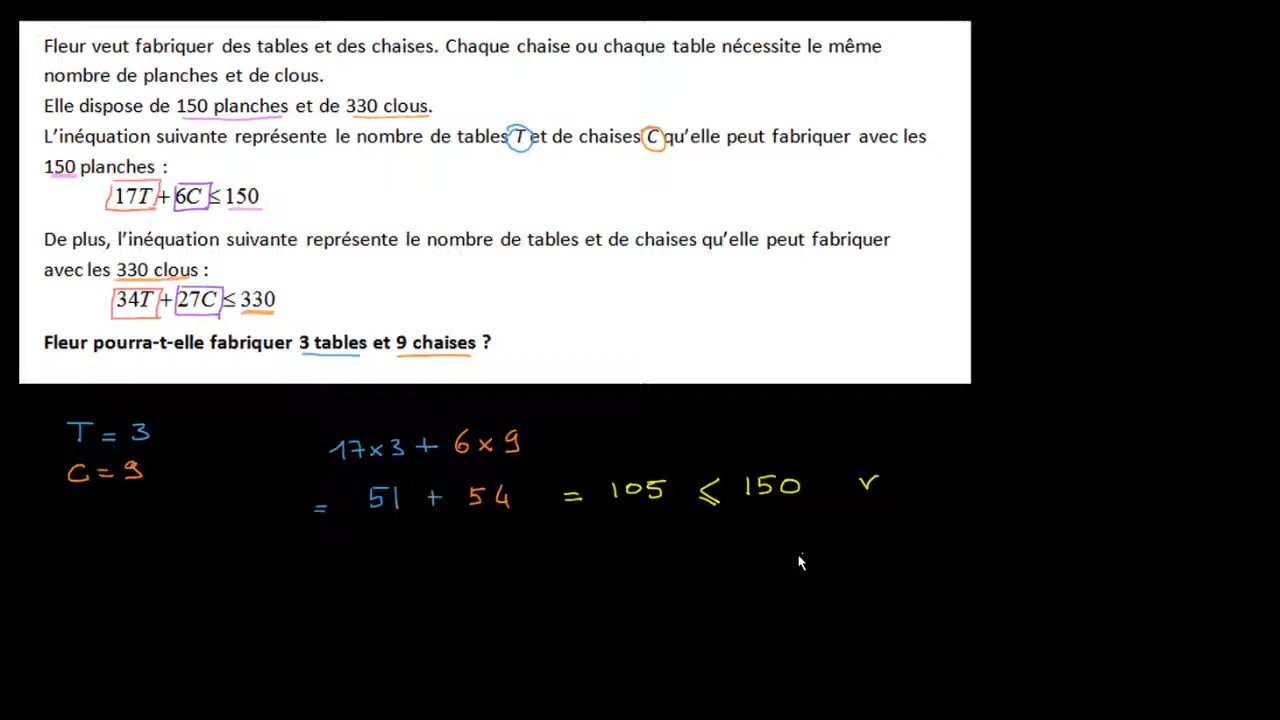 Fleur veut fabriquer des tables et des chaises. Chaque chaise ou chaque table nécessite le même
nombre de planches et de clous.
Elle dispose de 150 planches et de 330 clous.
L'inéquation suivante représente le nombre de tables T et de chaises C qu'elle peut fabriquer avec les
150 planches :
17T + 6C ≤ 150
De plus, l'inéquation suivante représente le nombre de tables et de chaises qu'elle peut fabriquer
avec les 330 clous :
34T + 27C ≤ 330
Fleur pourra-t-elle fabriquer 3 tables et 9 chaises ?
T = 3
C = 9
17 × 3 + 6 × 9
= 51 + 54 = 105 ≤ 150 v